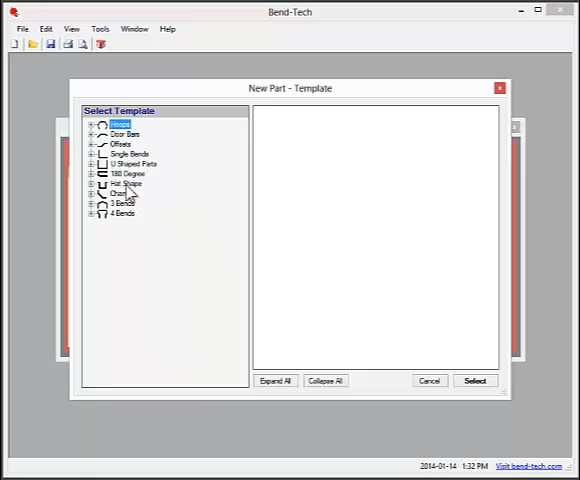 Bend-Tech
File Edit View Tools Window Help
New Part - Template
Select Template
Hoops
Door Bars
Offsets
Single Bends
U Shaped Parts
180 Degree
Hat Shape
3 Bends
4 Bends
Expand All Collapse All Cancel Select
2014-01-14 1:32 PM Visit bend-tech.com